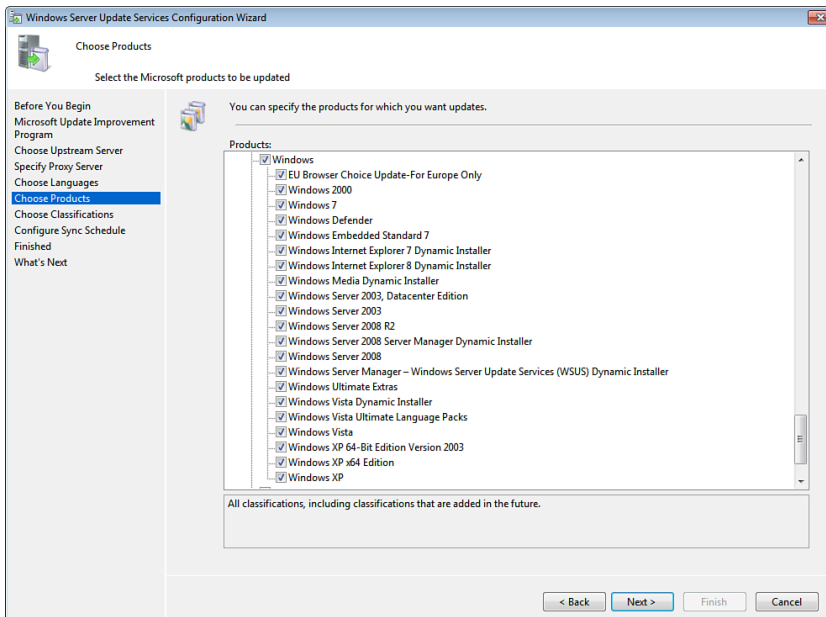 Windows Server Update Services Configuration Wizard
Choose Products
Select the Microsoft products to be updated
Before You Begin
Microsoft Update Improvement
Program
Choose Upstream Server
Specify Proxy Server
Choose Languages
Choose Products
Choose Classifications
Configure Sync Schedule
Finished
What's Next
You can specify the products for which you want updates.
Products:
Windows
EU Browser Choice Update-For Europe Only
Windows 2000
Windows 7
Windows Defender
Windows Embedded Standard 7
Windows Internet Explorer 7 Dynamic Installer
Windows Internet Explorer 8 Dynamic Installer
Windows Media Dynamic Installer
Windows Server 2003, Datacenter Edition
Windows Server 2003
Windows Server 2008 R2
Windows Server 2008 Server Manager Dynamic Installer
Windows Server 2008
Windows Server Manager – Windows Server Update Services (WSUS) Dynamic Installer
Windows Ultimate Extras
Windows Vista Dynamic Installer
Windows Vista Ultimate Language Packs
Windows Vista
Windows XP 64-Bit Edition Version 2003
Windows XP x64 Edition
Windows XP
All classifications, including classifications that are added in the future.
< Back Next > Finish Cancel